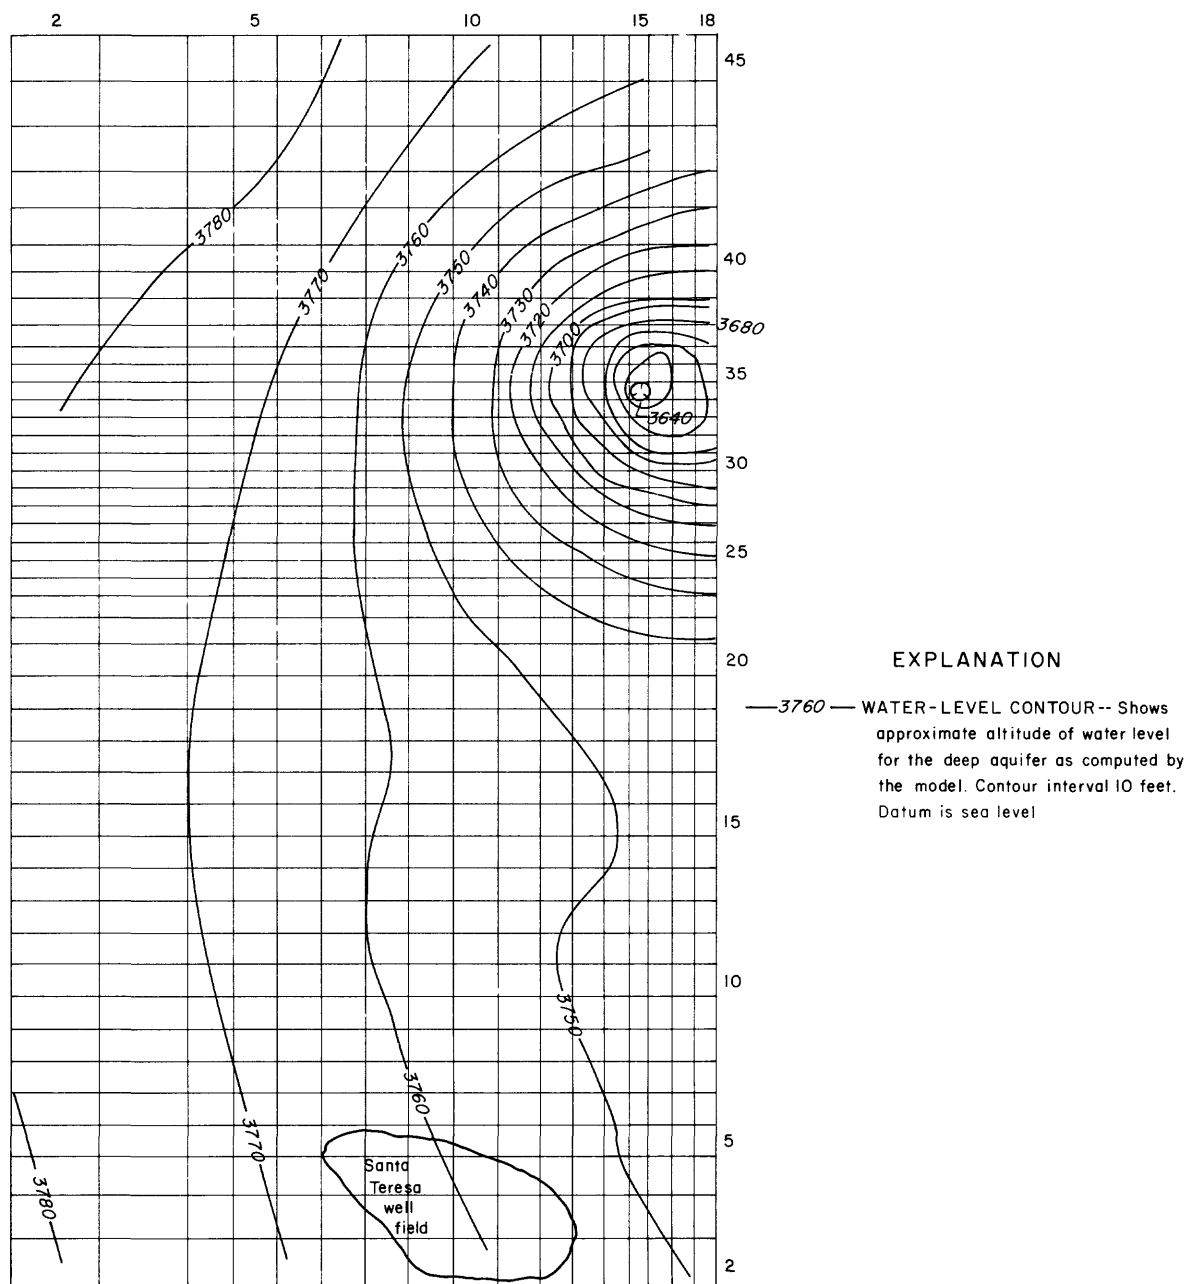 2 5 10 15 18
45
3780
3760
3750
40
3770
3740
3730
3720
3700
3680
35
3640
30
25
20
EXPLANATION
—3760— WATER-LEVEL CONTOUR-- Shows
approximate altitude of water level
for the deep aquifer as computed by
the model. Contour interval 10 feet.
Datum is sea level
15
10
3750
3760
3770
5
Santa
Teresa
well
field
3780
2